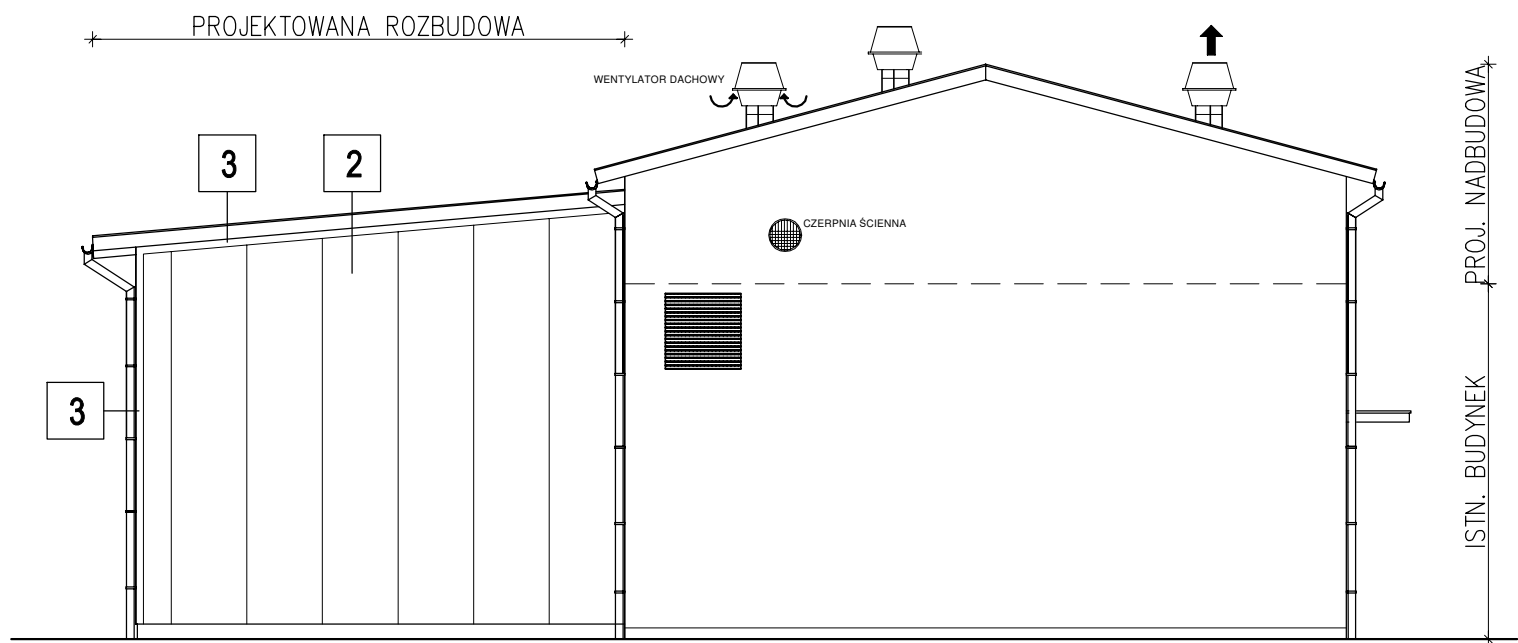 PROJEKTOWANA ROZBUDOWA
WENTYLATOR DACHOWY
3
2
CZERPNIA ŚCIENNA
3
PROJ. NADBUDOWA
ISTN. BUDYNEK